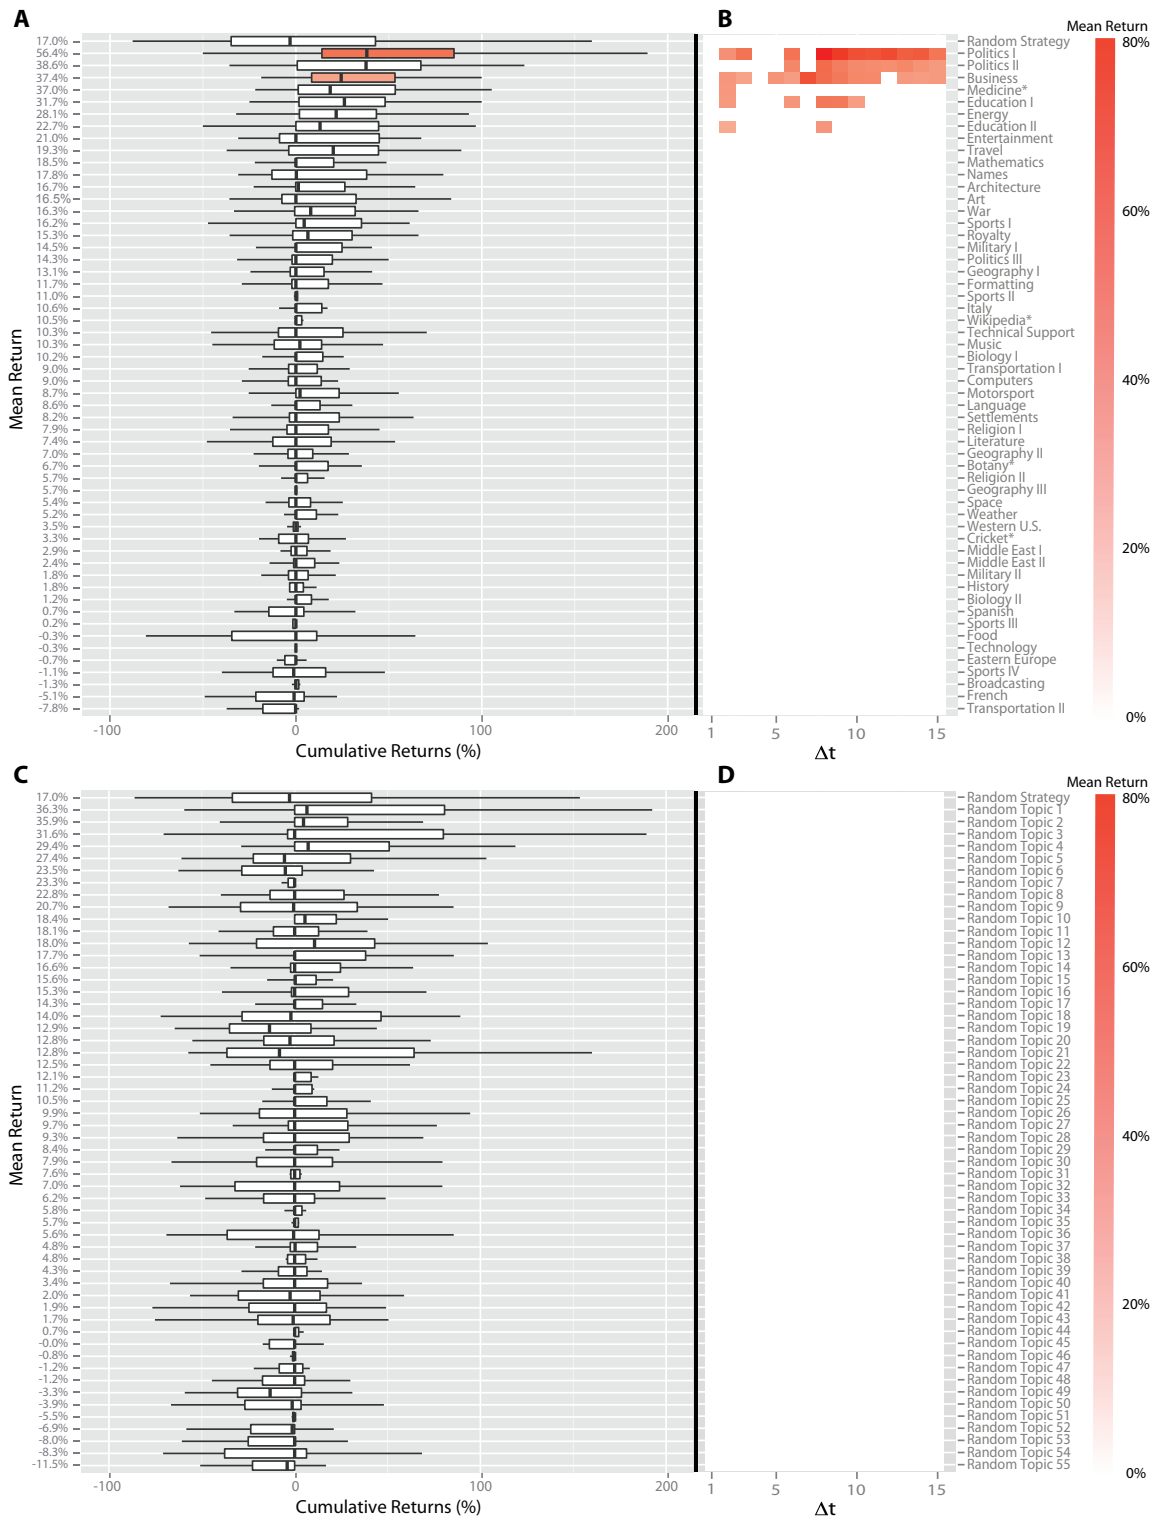 A
B
Mean Return
17.0%
56.4%
38.6%
37.4%
37.0%
31.7%
28.1%
22.7%
21.0%
19.3%
18.5%
17.8%
16.7%
16.5%
16.3%
16.2%
15.3%
14.5%
14.3%
13.1%
11.7%
11.0%
10.6%
10.5%
10.3%
10.3%
10.2%
9.0%
9.0%
8.7%
8.6%
8.2%
7.9%
7.4%
7.0%
6.7%
5.7%
5.7%
5.4%
5.2%
3.5%
3.3%
2.9%
2.4%
1.8%
1.8%
1.2%
0.7%
0.2%
-0.3%
-0.3%
-0.7%
-1.1%
-1.3%
-5.1%
-7.8%
Mean Return
-100
0
100
200
Cumulative Returns (%)
Random Strategy
Politics I
Politics II
Business
Medicine*
Education I
Energy
Education II
Entertainment
Travel
Mathematics
Names
Architecture
Art
War
Sports I
Royalty
Military I
Politics III
Geography I
Formatting
Sports II
Italy
Wikipedia*
Technical Support
Music
Biology I
Transportation I
Computers
Motorsport
Language
Settlements
Religion I
Literature
Geography II
Botany*
Religion II
Geography III
Space
Weather
Western U.S.
Cricket*
Middle East I
Middle East II
Military II
History
Biology II
Spanish
Sports III
Food
Technology
Eastern Europe
Sports IV
Broadcasting
French
Transportation II
1
5
10
15
Δt
80%
60%
40%
20%
0%
C
D
Mean Return
17.0%
36.3%
35.9%
31.6%
29.4%
27.4%
23.5%
23.3%
22.8%
20.7%
18.4%
18.1%
18.0%
17.7%
16.6%
15.6%
15.3%
14.3%
14.0%
12.9%
12.8%
12.8%
12.5%
12.1%
11.2%
10.5%
9.9%
9.7%
9.3%
8.4%
7.9%
7.6%
7.0%
6.2%
5.8%
5.7%
5.6%
4.8%
4.8%
4.3%
3.4%
2.0%
1.9%
1.7%
0.7%
-0.0%
-0.8%
-1.2%
-1.2%
-3.3%
-3.9%
-5.5%
-6.9%
-8.0%
-8.3%
-11.5%
Mean Return
-100
0
100
200
Cumulative Returns (%)
Random Strategy
Random Topic 1
Random Topic 2
Random Topic 3
Random Topic 4
Random Topic 5
Random Topic 6
Random Topic 7
Random Topic 8
Random Topic 9
Random Topic 10
Random Topic 11
Random Topic 12
Random Topic 13
Random Topic 14
Random Topic 15
Random Topic 16
Random Topic 17
Random Topic 18
Random Topic 19
Random Topic 20
Random Topic 21
Random Topic 22
Random Topic 23
Random Topic 24
Random Topic 25
Random Topic 26
Random Topic 27
Random Topic 28
Random Topic 29
Random Topic 30
Random Topic 31
Random Topic 32
Random Topic 33
Random Topic 34
Random Topic 35
Random Topic 36
Random Topic 37
Random Topic 38
Random Topic 39
Random Topic 40
Random Topic 41
Random Topic 42
Random Topic 43
Random Topic 44
Random Topic 45
Random Topic 46
Random Topic 47
Random Topic 48
Random Topic 49
Random Topic 50
Random Topic 51
Random Topic 52
Random Topic 53
Random Topic 54
Random Topic 55
1
5
10
15
Δt
80%
60%
40%
20%
0%